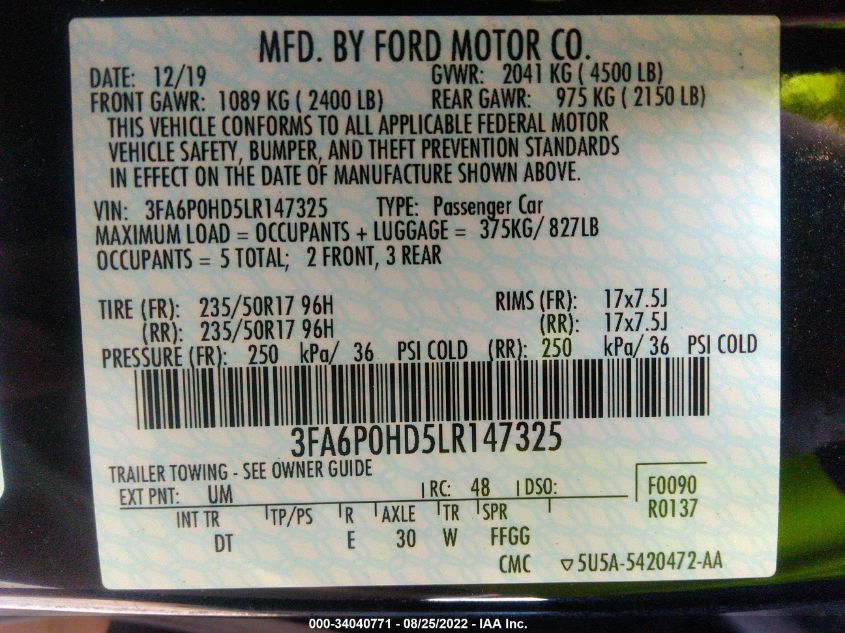 MFD. BY FORD MOTOR CO.
DATE: 12/19 GVWR: 2041 KG ( 4500 LB)
FRONT GAWR: 1089 KG ( 2400 LB) REAR GAWR: 975 KG ( 2150 LB)
THIS VEHICLE CONFORMS TO ALL APPLICABLE FEDERAL MOTOR
VEHICLE SAFETY, BUMPER, AND THEFT PREVENTION STANDARDS
IN EFFECT ON THE DATE OF MANUFACTURE SHOWN ABOVE.
VIN: 3FA6P0HD5LR147325 TYPE: Passenger Car
MAXIMUM LOAD = OCCUPANTS + LUGGAGE = 375KG/ 827LB
OCCUPANTS = 5 TOTAL; 2 FRONT, 3 REAR
TIRE (FR): 235/50R17 96H RIMS (FR): 17x7.5J
(RR): 235/50R17 96H (RR): 17x7.5J
PRESSURE (FR): 250 kPa/ 36 PSI COLD (RR): 250 kPa/ 36 PSI COLD
3FA6P0HD5LR147325
TRAILER TOWING - SEE OWNER GUIDE
EXT PNT: UM RC: 48 DSO: F0090
INT TR TP/PS R AXLE TR SPR R0137
DT E 30 W FFGG
CMC ▽5U5A-5420472-AA
000-34040771 - 08/25/2022 - IAA Inc.